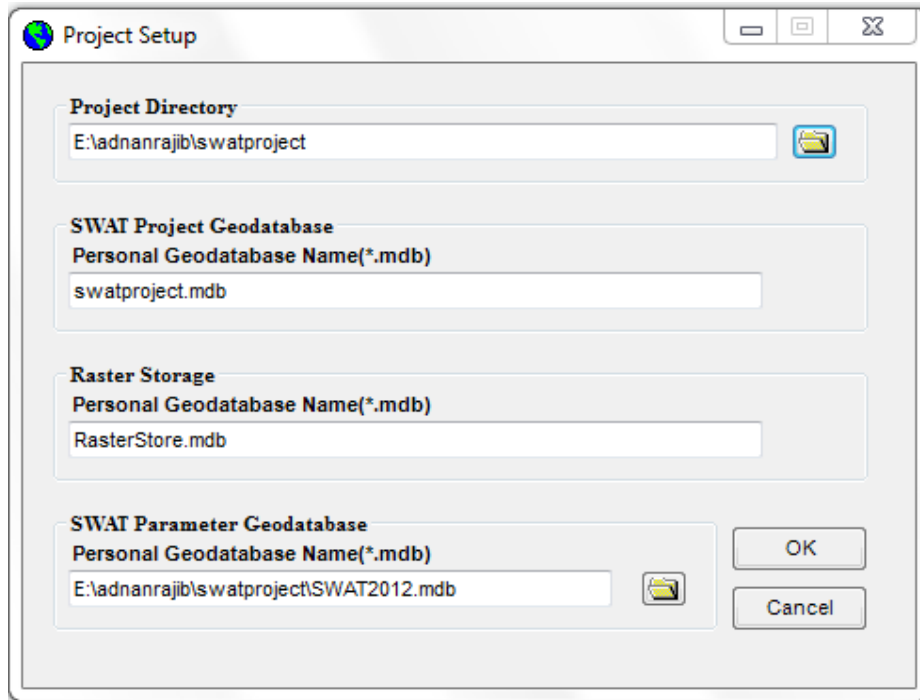 Project Setup
Project Directory
E:\adnanrajib\swatproject
SWAT Project Geodatabase
Personal Geodatabase Name(*.mdb)
swatproject.mdb
Raster Storage
Personal Geodatabase Name(*.mdb)
RasterStore.mdb
SWAT Parameter Geodatabase
Personal Geodatabase Name(*.mdb)
E:\adnanrajib\swatproject\SWAT2012.mdb
OK
Cancel